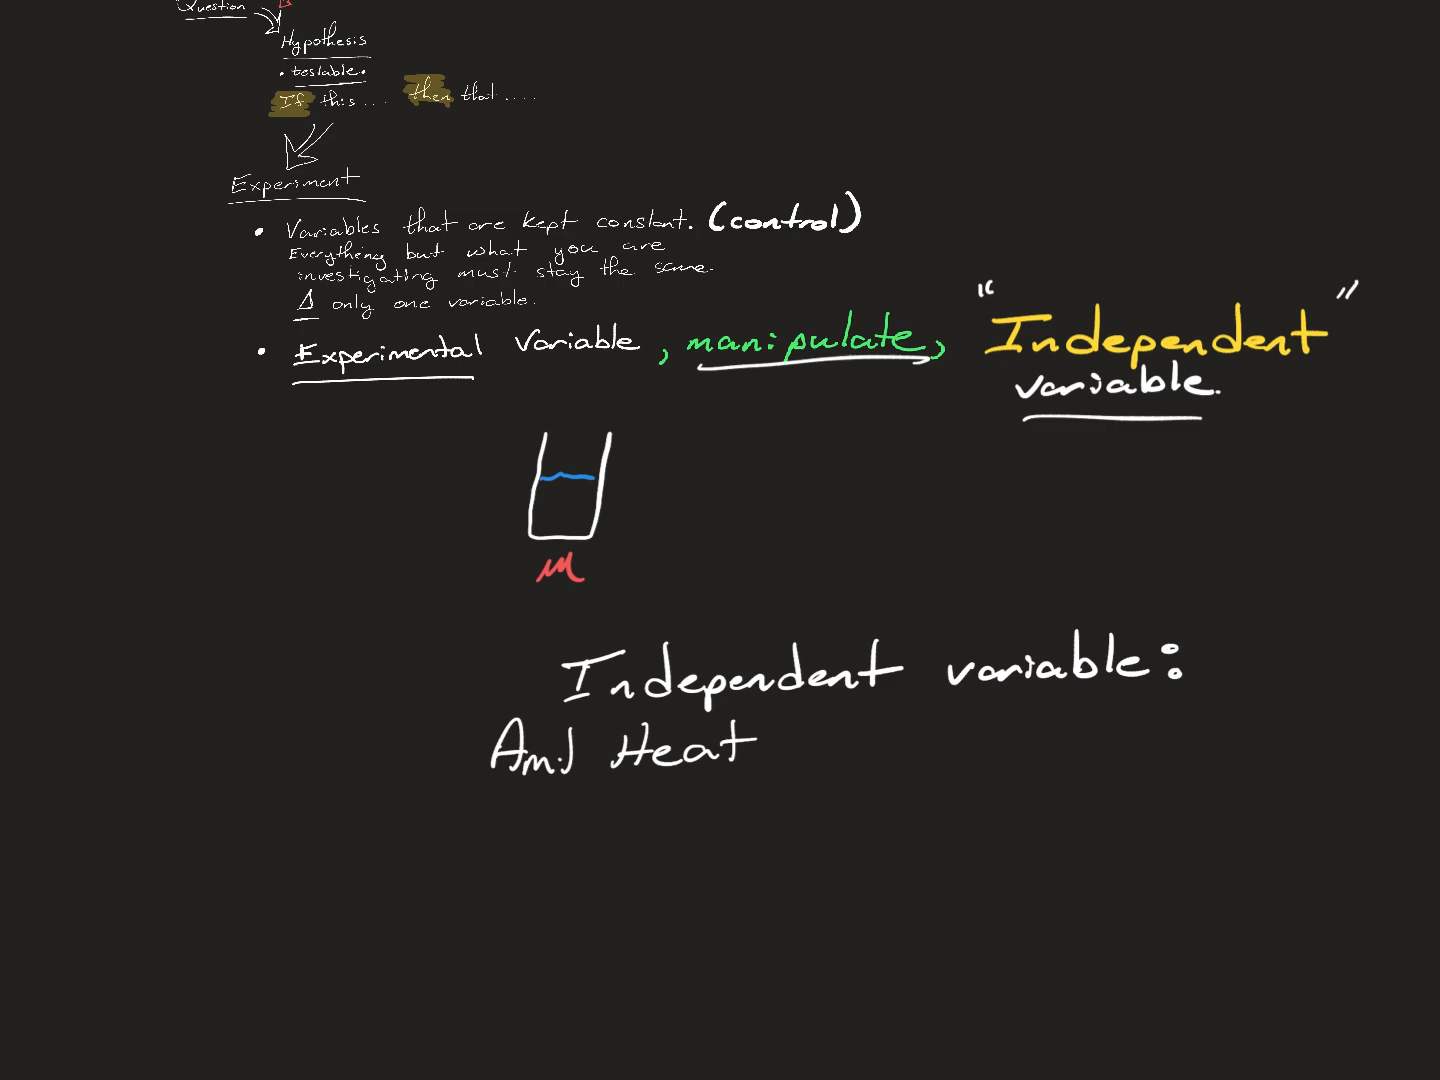 Question
Hypothesis
• testable.
If this... then that....
Experiment
• Variables that are kept constant. (control)
Everything but what you are
investigating must stay the same.
Δ only one variable.
• Experimental Variable, manipulate, "Independent"
variable.
Independent variable:
Heat